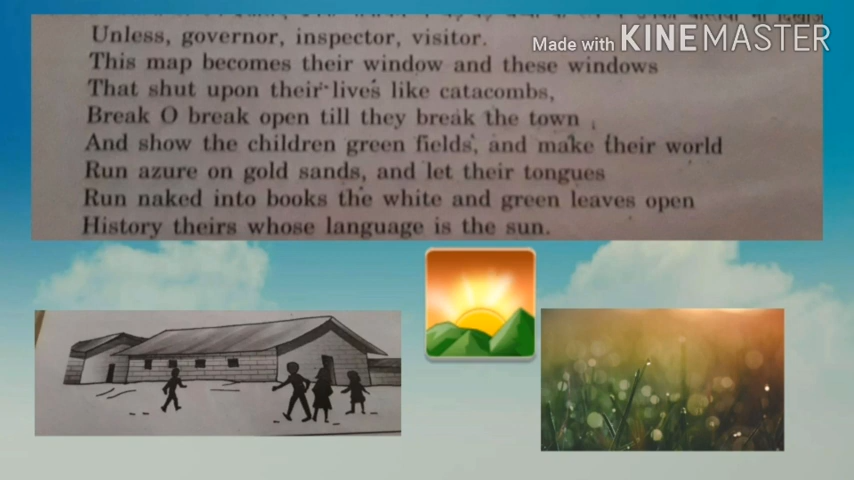 Made with KINEMASTER
Unless, governor, inspector, visitor.
This map becomes their window and these windows
That shut upon their lives like catacombs,
Break O break open till they break the town
And show the children green fields, and make their world
Run azure on gold sands, and let their tongues
Run naked into books the white and green leaves open
History theirs whose language is the sun.